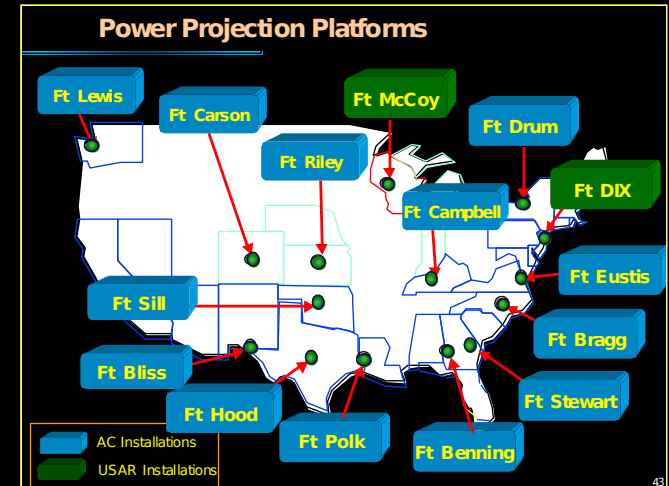 Power Projection Platforms
Ft Lewis
Ft Carson
Ft McCoy
Ft Drum
Ft Riley
Ft DIX
Ft Campbell
Ft Eustis
Ft Sill
Ft Bragg
Ft Bliss
Ft Stewart
Ft Hood
Ft Polk
Ft Benning
AC Installations
USAR Installations
43